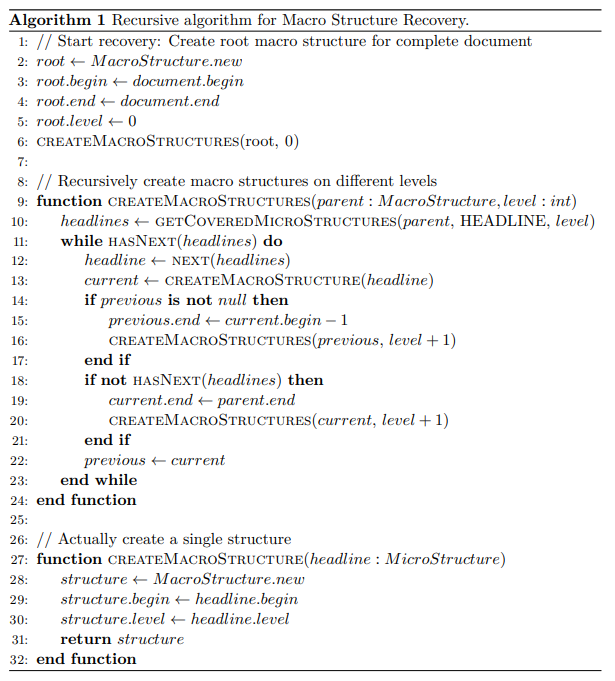 Algorithm 1 Recursive algorithm for Macro Structure Recovery.
1: // Start recovery: Create root macro structure for complete document
2: root ← MacroStructure.new
3: root.begin ← document.begin
4: root.end ← document.end
5: root.level ← 0
6: CREATEMACROSTRUCTURES(root, 0)
7:
8: // Recursively create macro structures on different levels
9: function CREATEMACROSTRUCTURES(parent : MacroStructure, level : int)
10: headlines ← GETCOVEREDMICROSTRUCTURES(parent, HEADLINE, level)
11: while HASNEXT(headlines) do
12: headline ← NEXT(headlines)
13: current ← CREATEMACROSTRUCTURE(headline)
14: if previous is not null then
15: previous.end ← current.begin − 1
16: CREATEMACROSTRUCTURES(previous, level + 1)
17: end if
18: if not HASNEXT(headlines) then
19: current.end ← parent.end
20: CREATEMACROSTRUCTURES(current, level + 1)
21: end if
22: previous ← current
23: end while
24: end function
25:
26: // Actually create a single structure
27: function CREATEMACROSTRUCTURE(headline : MicroStructure)
28: structure ← MacroStructure.new
29: structure.begin ← headline.begin
30: structure.level ← headline.level
31: return structure
32: end function